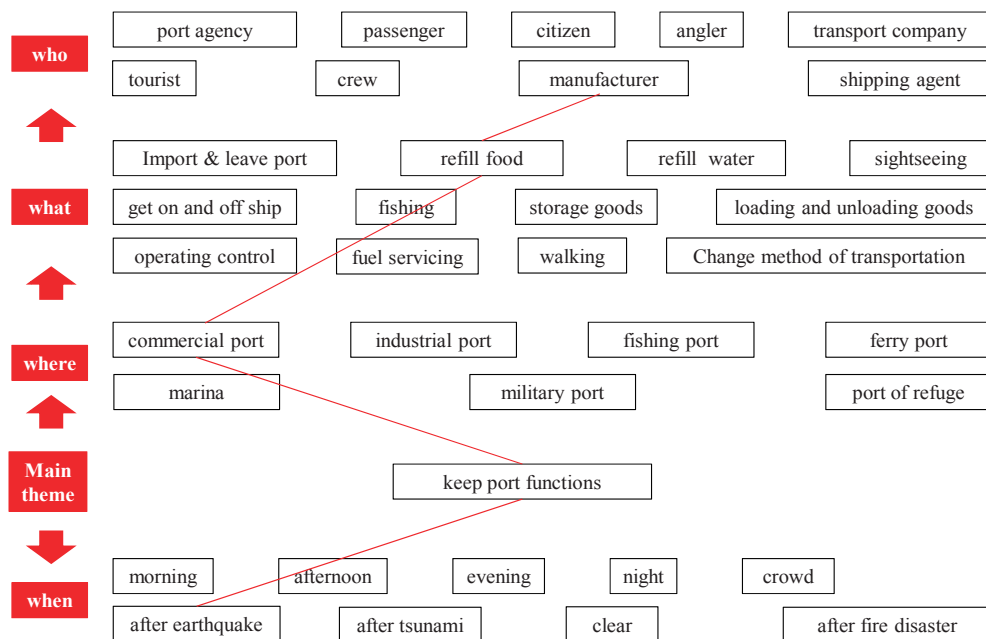 port agency passenger citizen angler transport company
who
tourist crew manufacturer shipping agent
Import & leave port refill food refill water sightseeing
what
get on and off ship fishing storage goods loading and unloading goods
operating control fuel servicing walking Change method of transportation
commercial port industrial port fishing port ferry port
where
marina military port port of refuge
Main
theme
keep port functions
morning afternoon evening night crowd
when
after earthquake after tsunami clear after fire disaster